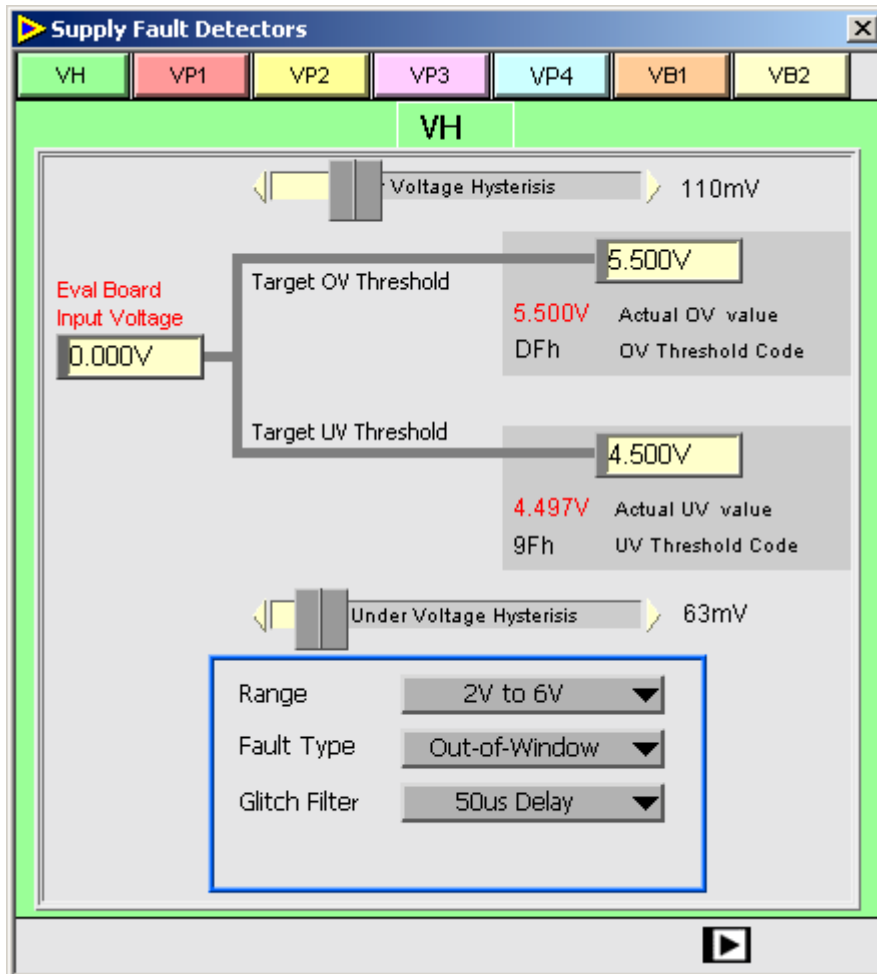 Supply Fault Detectors
VH VP1 VP2 VP3 VP4 VB1 VB2
VH
Voltage Hysterisis 110mV
5.500V
Target OV Threshold
Eval Board
Input Voltage
0.000V
5.500V Actual OV value
DFh OV Threshold Code
Target UV Threshold
4.500V
4.497V Actual UV value
9Fh UV Threshold Code
Under Voltage Hysterisis 63mV
Range 2V to 6V
Fault Type Out-of-Window
Glitch Filter 50us Delay